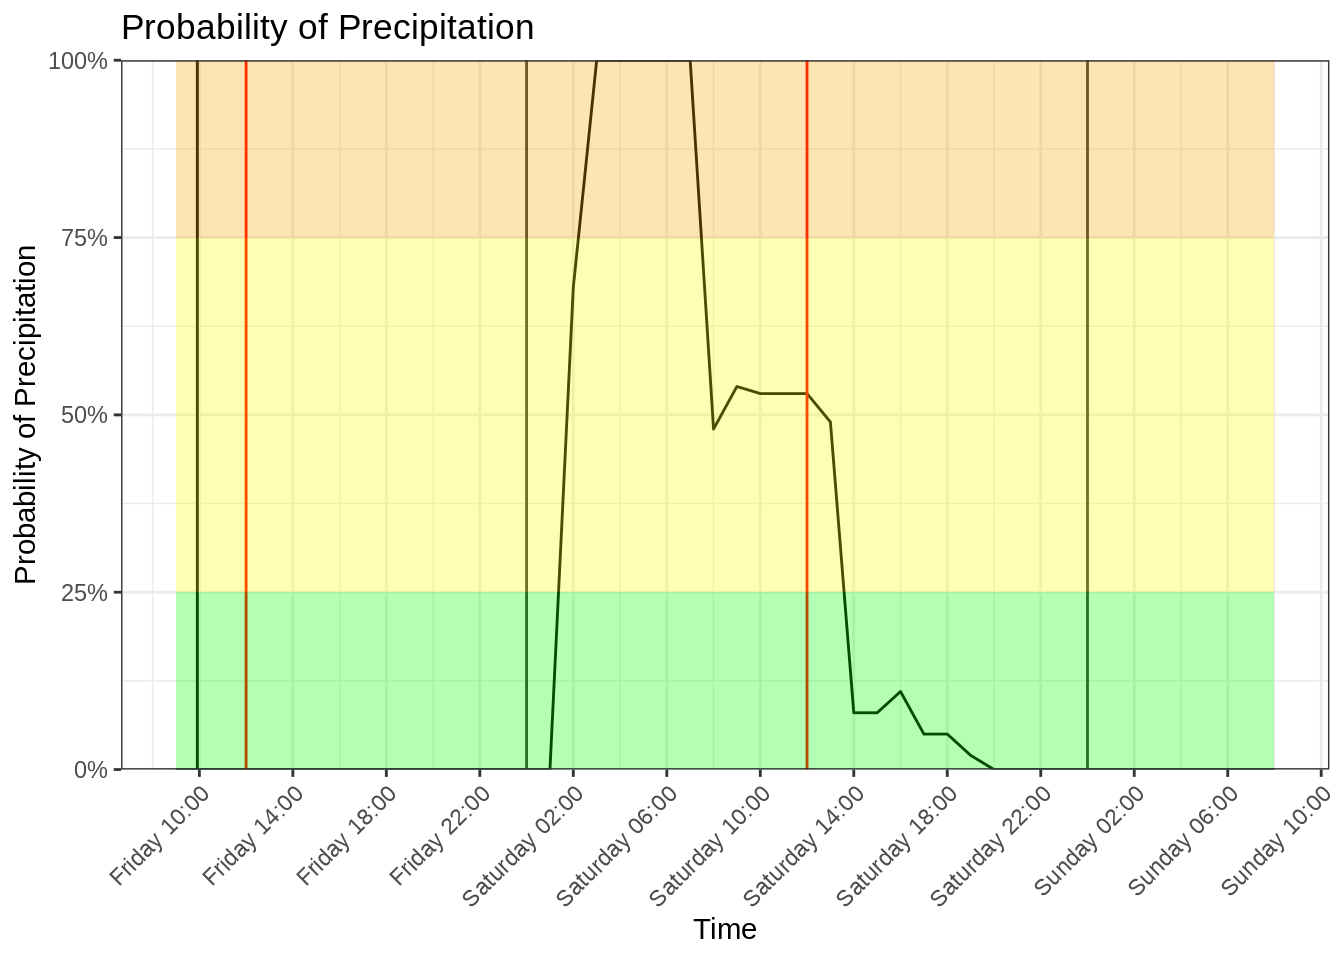 Probability of Precipitation
100%
75%
50%
25%
0%
Probability of Precipitation
Friday 10:00
Friday 14:00
Friday 18:00
Friday 22:00
Saturday 02:00
Saturday 06:00
Saturday 10:00
Saturday 14:00
Saturday 18:00
Saturday 22:00
Sunday 02:00
Sunday 06:00
Sunday 10:00
Time